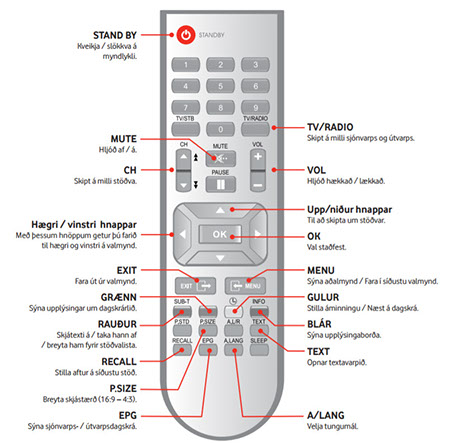 STAND BY
Kveikja / slökkva á
myndlykli.
MUTE
Hljóð af / á.
CH
Skipt á milli stöðva.
Hægri / vinstri hnappar
Með þessum hnöppum getur þú farið
til hægri og vinstri á valmynd.
EXIT
Fara út úr valmynd.
GRÆNN
Sýna upplýsingar um dagskrárlið.
RAUÐUR
Skjátexti á / taka hann af
/ breyta ham fyrir stöðvalista.
RECALL
Stilla aftur á síðustu stöð.
P.SIZE
Breyta skjástærð (16:9 – 4:3).
EPG
Sýna sjónvarps- / útvarpsdagskrá.
STANDBY
1 2 3
4 5 6
7 8 9
TV/STB 0 TV/RADIO
CH MUTE VOL
PAUSE
OK
EXIT MENU
SUB-T INFO
P.STD P.SIZE A,L/R TEXT
RECALL EPG A,LANG SLEEP
TV/RADIO
Skipt á milli sjónvarps og útvarps.
VOL
Hljóð hækkað / lækkað.
Upp/niður hnappar
Til að skipta um stöðvar.
OK
Val staðfest.
MENU
Sýna aðalmynd / Fara í síðustu valmynd.
GULUR
Stilla áminningu / Næst á dagskrá.
BLÁR
Sýna upplýsingaborða.
TEXT
Opnar textavarpið.
A/LANG
Velja tungumál.